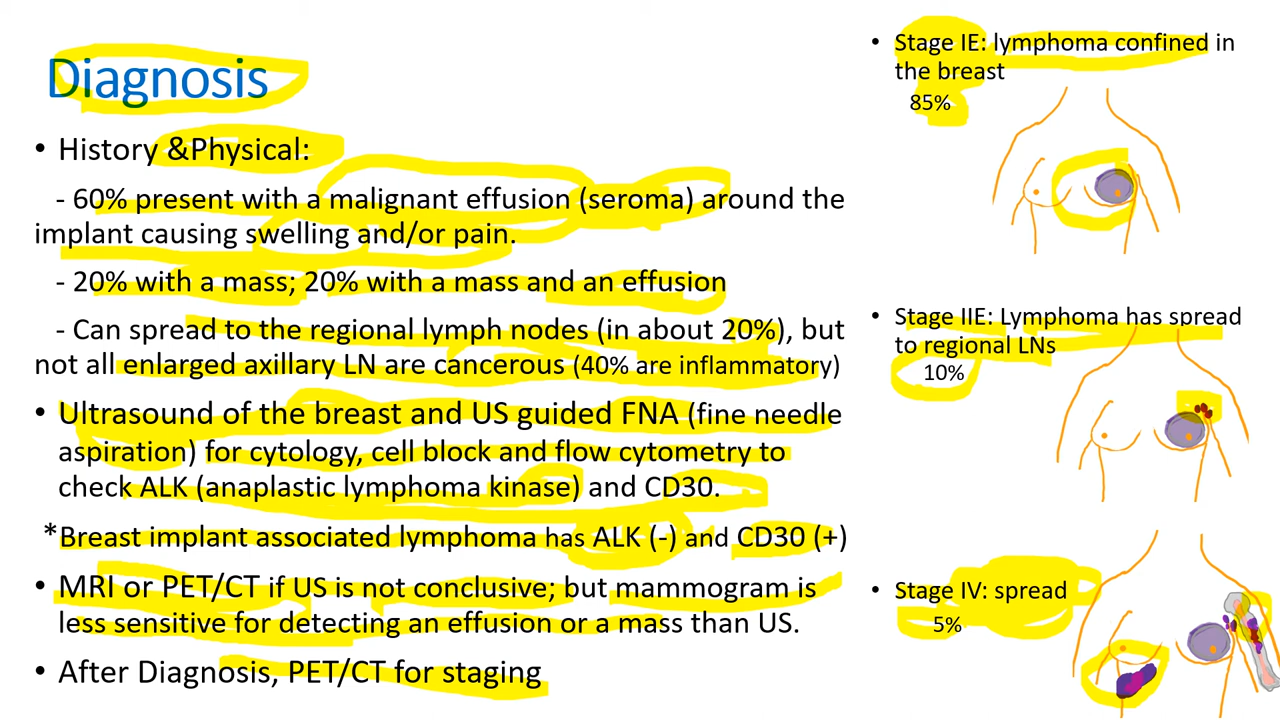 Diagnosis
• History &Physical:
- 60% present with a malignant effusion (seroma) around the
implant causing swelling and/or pain.
- 20% with a mass; 20% with a mass and an effusion
- Can spread to the regional lymph nodes (in about 20%), but
not all enlarged axillary LN are cancerous (40% are inflammatory)
• Ultrasound of the breast and US guided FNA (fine needle
aspiration) for cytology, cell block and flow cytometry to
check ALK (anaplastic lymphoma kinase) and CD30.
*Breast implant associated lymphoma has ALK (-) and CD30 (+)
• MRI or PET/CT if US is not conclusive; but mammogram is
less sensitive for detecting an effusion or a mass than US.
• After Diagnosis, PET/CT for staging
• Stage IE: lymphoma confined in
the breast
85%
• Stage IIE: Lymphoma has spread
to regional LNs
10%
• Stage IV: spread
5%